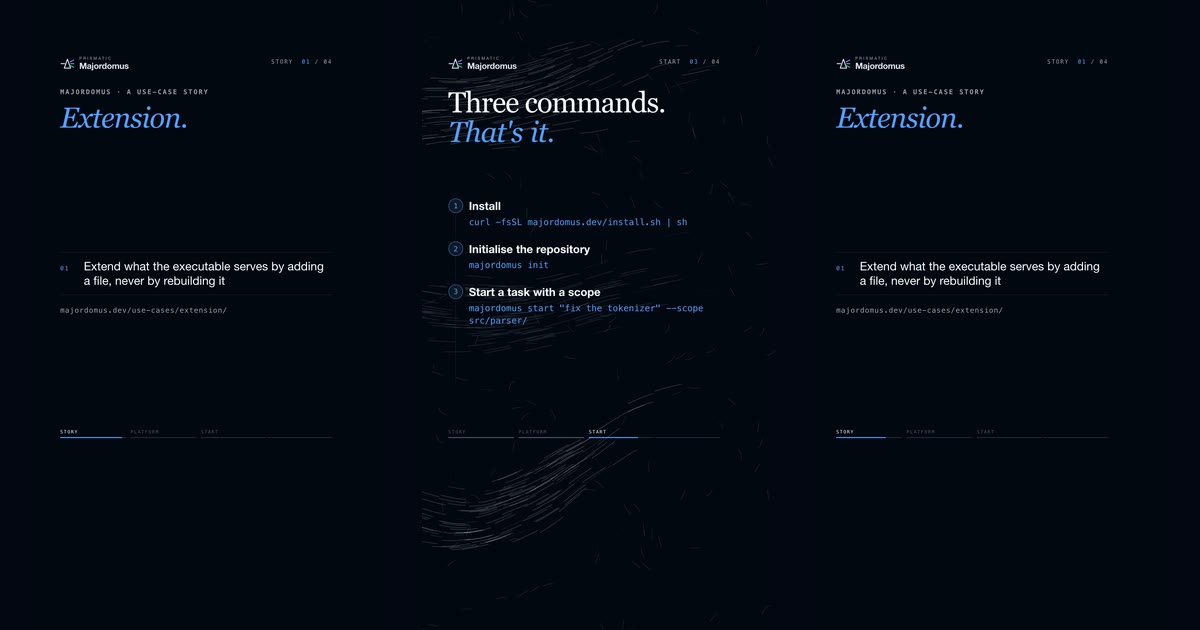 PRISMATIC
Majordomus
STORY 01 / 04
MAJORDOMUS · A USE-CASE STORY
Extension.
01 Extend what the executable serves by adding
a file, never by rebuilding it
majordomus.dev/use-cases/extension/
STORY PLATFORM START
PRISMATIC
Majordomus
START 03 / 04
Three commands.
That's it.
1 Install
curl -fsSL majordomus.dev/install.sh | sh
2 Initialise the repository
majordomus init
3 Start a task with a scope
majordomus start "fix the tokenizer" --scope
src/parser/
STORY PLATFORM START
PRISMATIC
Majordomus
STORY 01 / 04
MAJORDOMUS · A USE-CASE STORY
Extension.
01 Extend what the executable serves by adding
a file, never by rebuilding it
majordomus.dev/use-cases/extension/
STORY PLATFORM START